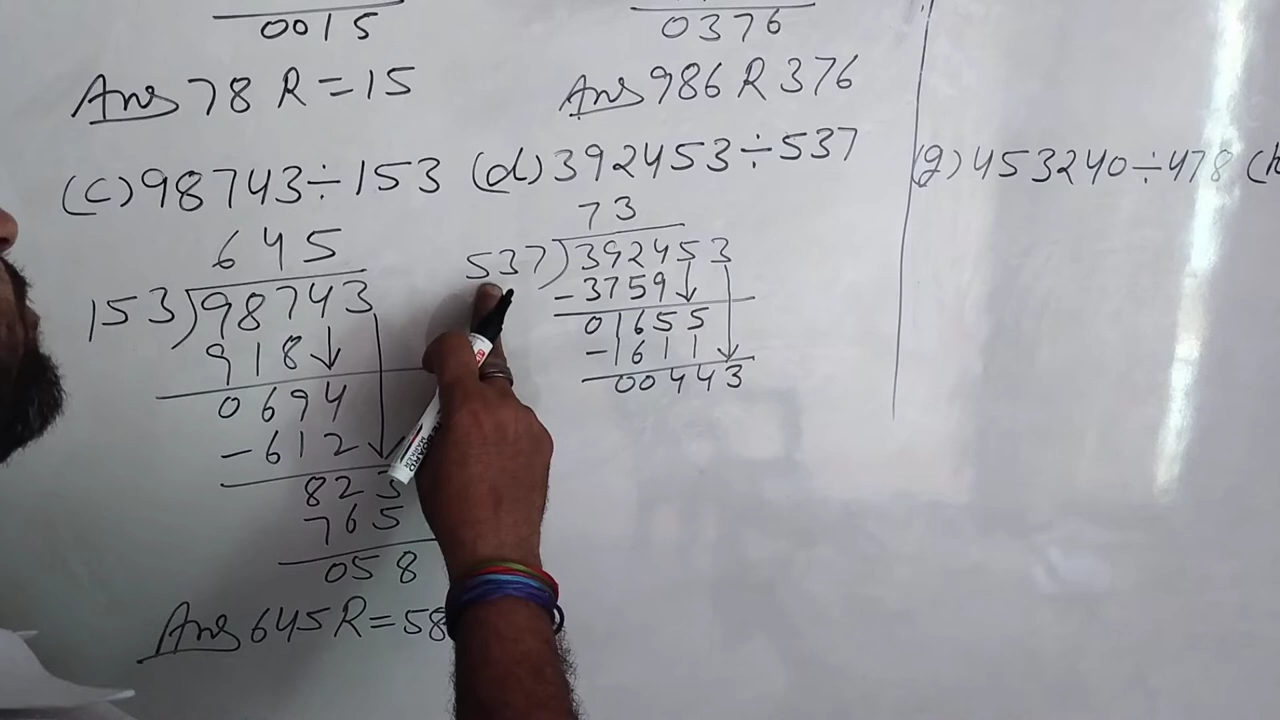 0015
Ans 78 R=15
(c) 98743÷153
645
153)98743
918
0694
-612
823
765
058
Ans 645 R=58
0376
Ans 986 R 376
(d) 392453÷537
73
537)392453
-3759
01655
-1611
00443
(g) 453240÷478